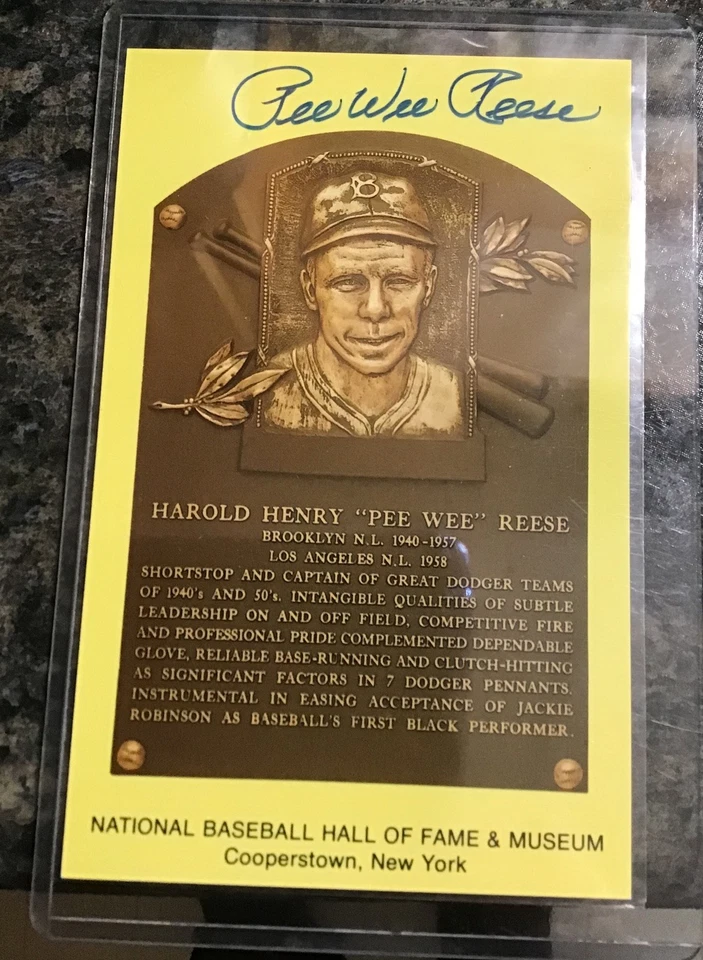 Pee Wee Reese
B
HAROLD HENRY "PEE WEE" REESE
BROOKLYN N.L. 1940-1957
LOS ANGELES N.L. 1958
SHORTSTOP AND CAPTAIN OF GREAT DODGER TEAMS
OF 1940's AND 50's. INTANGIBLE QUALITIES OF SUBTLE
LEADERSHIP ON AND OFF FIELD, COMPETITIVE FIRE
AND PROFESSIONAL PRIDE COMPLEMENTED DEPENDABLE
GLOVE, RELIABLE BASE-RUNNING AND CLUTCH-HITTING
AS SIGNIFICANT FACTORS IN 7 DODGER PENNANTS.
INSTRUMENTAL IN EASING ACCEPTANCE OF JACKIE
ROBINSON AS BASEBALL'S FIRST BLACK PERFORMER.
NATIONAL BASEBALL HALL OF FAME & MUSEUM
Cooperstown, New York